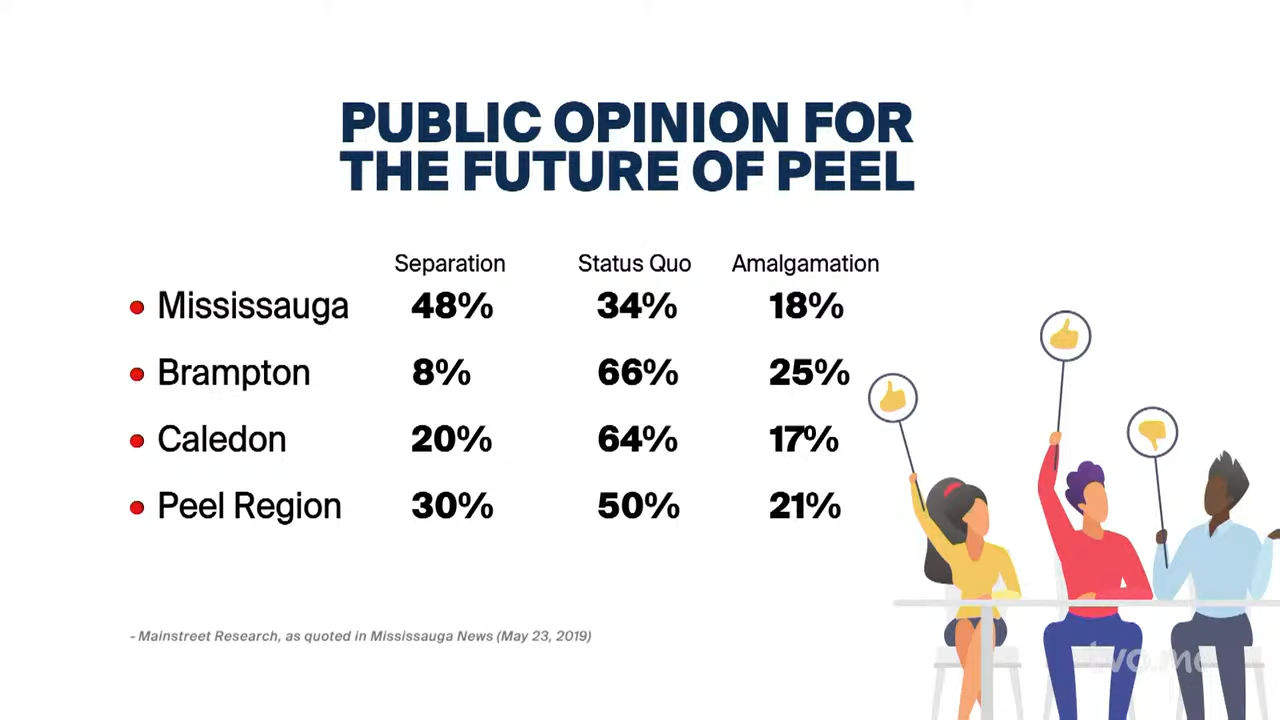 PUBLIC OPINION FOR
THE FUTURE OF PEEL
Separation Status Quo Amalgamation
Mississauga 48% 34% 18%
Brampton 8% 66% 25%
Caledon 20% 64% 17%
Peel Region 30% 50% 21%
- Mainstreet Research, as quoted in Mississauga News (May 23, 2019)
tvo.me